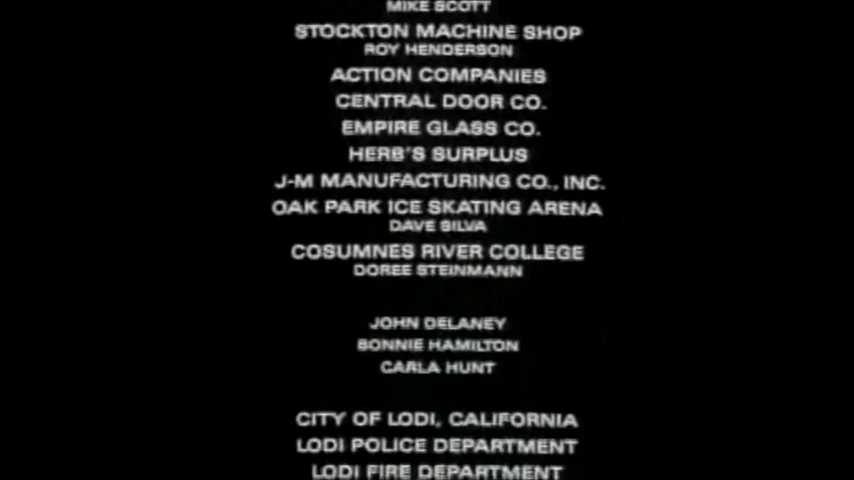 MIKE SCOTT
STOCKTON MACHINE SHOP
ROY HENDERSON
ACTION COMPANIES
CENTRAL DOOR CO.
EMPIRE GLASS CO.
HERB'S SURPLUS
J-M MANUFACTURING CO., INC.
OAK PARK ICE SKATING ARENA
DAVE SILVA
COSUMNES RIVER COLLEGE
DOREE STEINMANN
JOHN DELANEY
BONNIE HAMILTON
CARLA HUNT
CITY OF LODI, CALIFORNIA
LODI POLICE DEPARTMENT
LODI FIRE DEPARTMENT